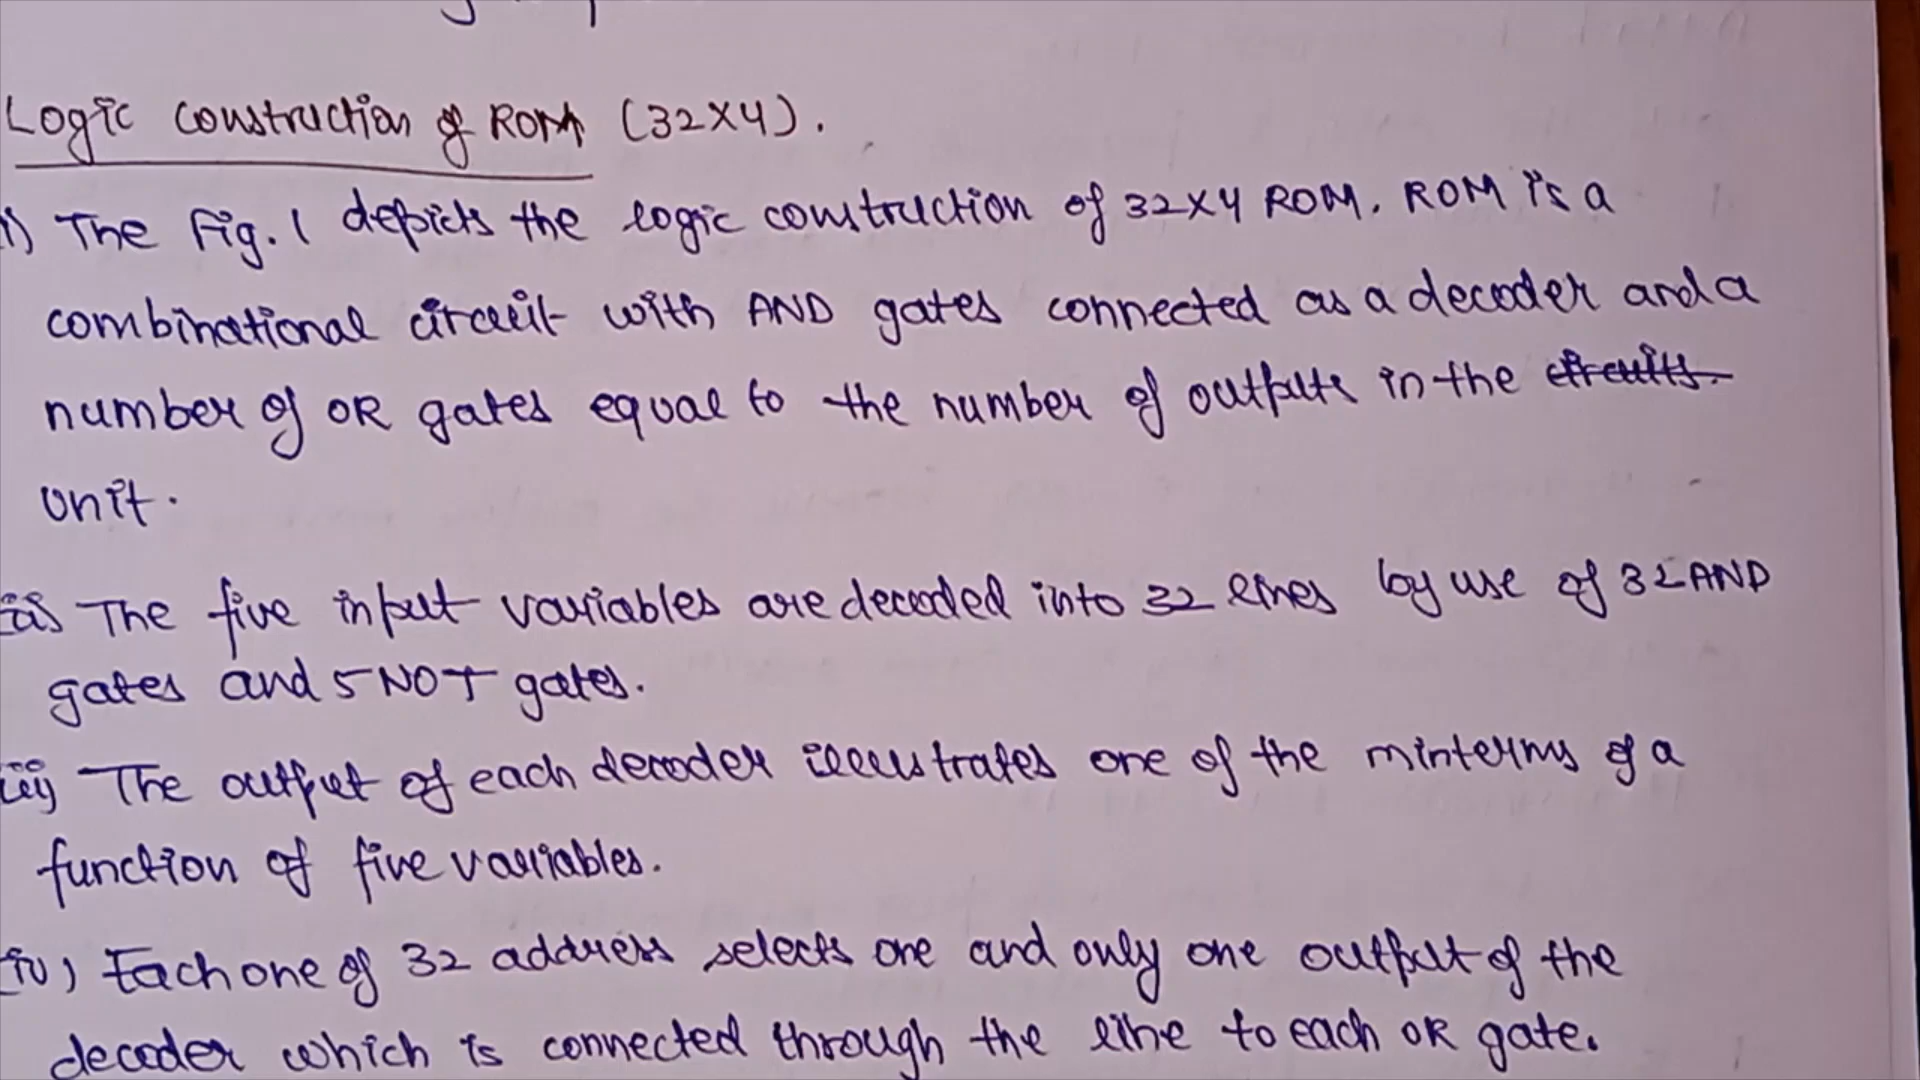 Logic construction of ROM (32X4).
i) The Fig. 1 depicts the logic construction of 32X4 ROM. ROM is a
combinational circuit with AND gates connected as a decoder and a
number of OR gates equal to the number of outputs in the circuits.
unit.
ii) The five input variables are decoded into 32 lines by use of 32 AND
gates and 5 NOT gates.
iii) The output of each decoder illustrates one of the minterms of a
function of five variables.
iv) Each one of 32 address selects one and only one output of the
decoder which is connected through the line to each OR gate.